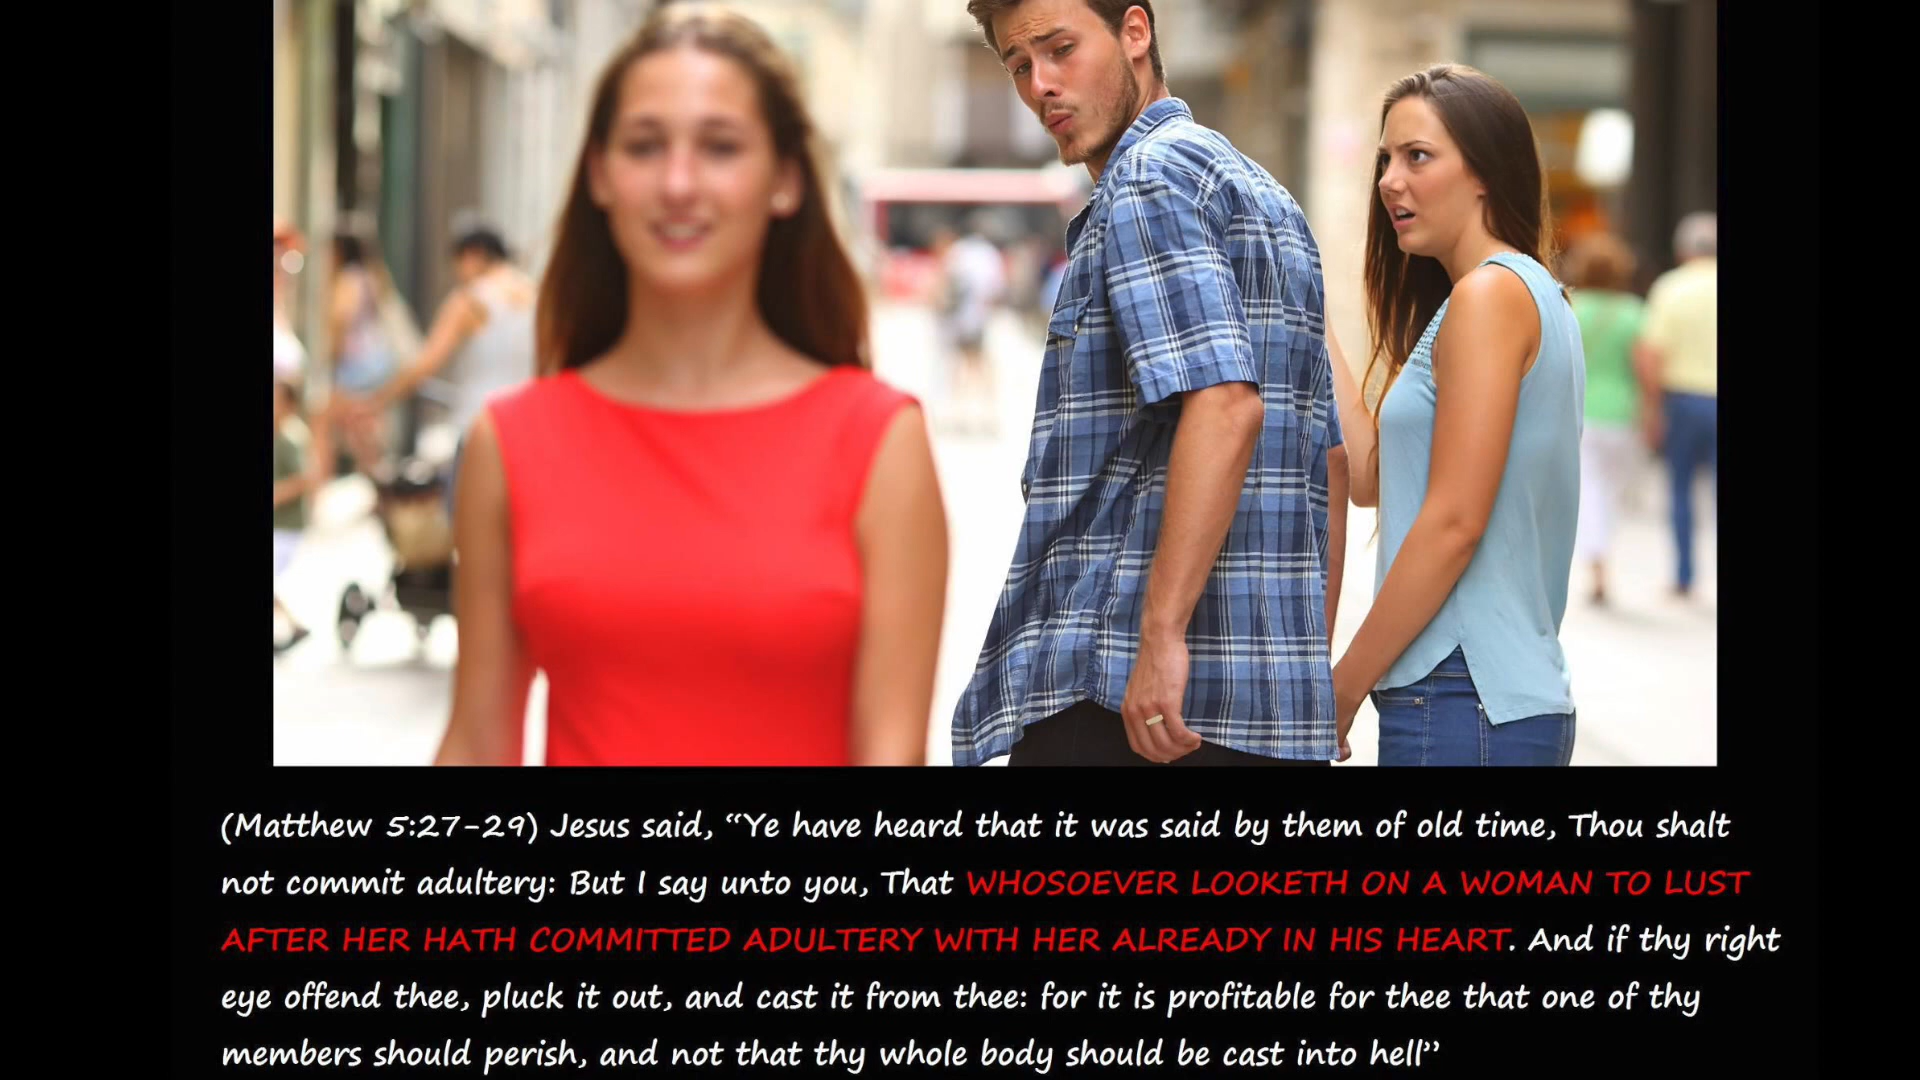 (Matthew 5:27-29) Jesus said, “Ye have heard that it was said by them of old time, Thou shalt
not commit adultery: But I say unto you, That WHOSOEVER LOOKETH ON A WOMAN TO LUST
AFTER HER HATH COMMITTED ADULTERY WITH HER ALREADY IN HIS HEART. And if thy right
eye offend thee, pluck it out, and cast it from thee: for it is profitable for thee that one of thy
members should perish, and not that thy whole body should be cast into hell”